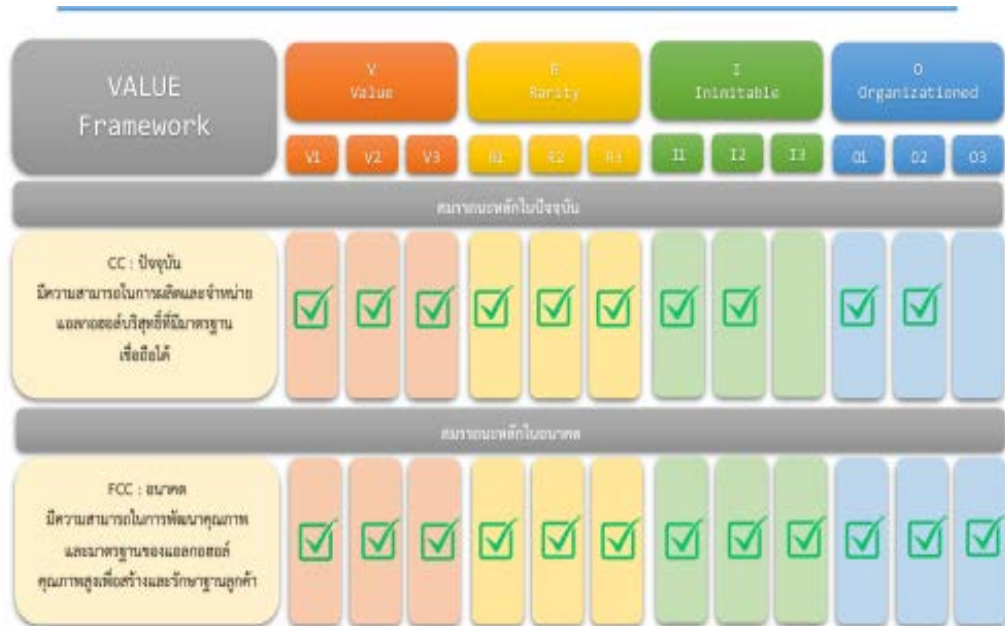 VALUE
Framework
V
Value
R
Rarity
I
Inimitable
O
Organizationed
V1 V2 V3 R1 R2 R3 I1 I2 I3 O1 O2 O3
สมรรถนะหลักในปัจจุบัน
CC : ปัจจุบัน
มีความสามารถในการผลิตและจำหน่าย
แอลกอฮอล์บริสุทธิ์ที่มีมาตรฐาน
เชื่อถือได้
สมรรถนะหลักในอนาคต
FCC : อนาคต
มีความสามารถในการพัฒนาคุณภาพ
และมาตรฐานของแอลกอฮอล์
คุณภาพสูงเพื่อสร้างและรักษาฐานลูกค้า